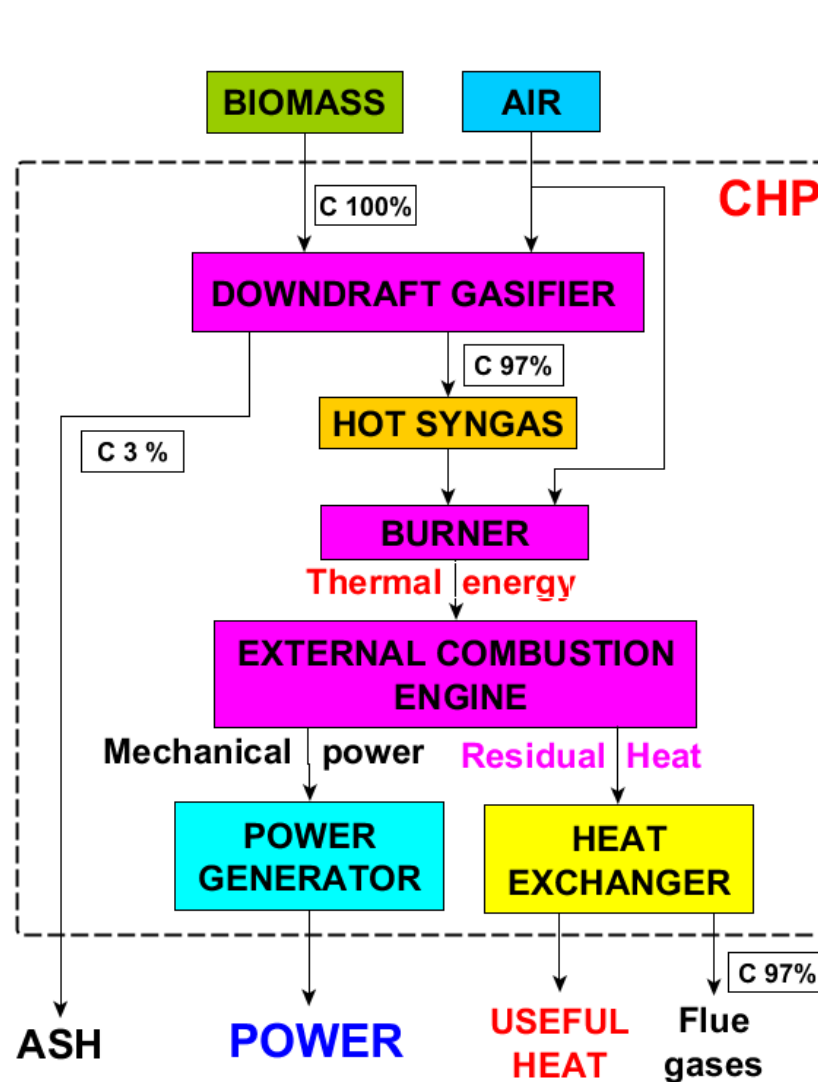 BIOMASS
AIR
CHP
C 100%
DOWNDRAFT GASIFIER
C 97%
HOT SYNGAS
C 3 %
BURNER
Thermal energy
EXTERNAL COMBUSTION
ENGINE
Mechanical power
Residual Heat
POWER
GENERATOR
HEAT
EXCHANGER
C 97%
ASH
POWER
USEFUL
HEAT
Flue
gases